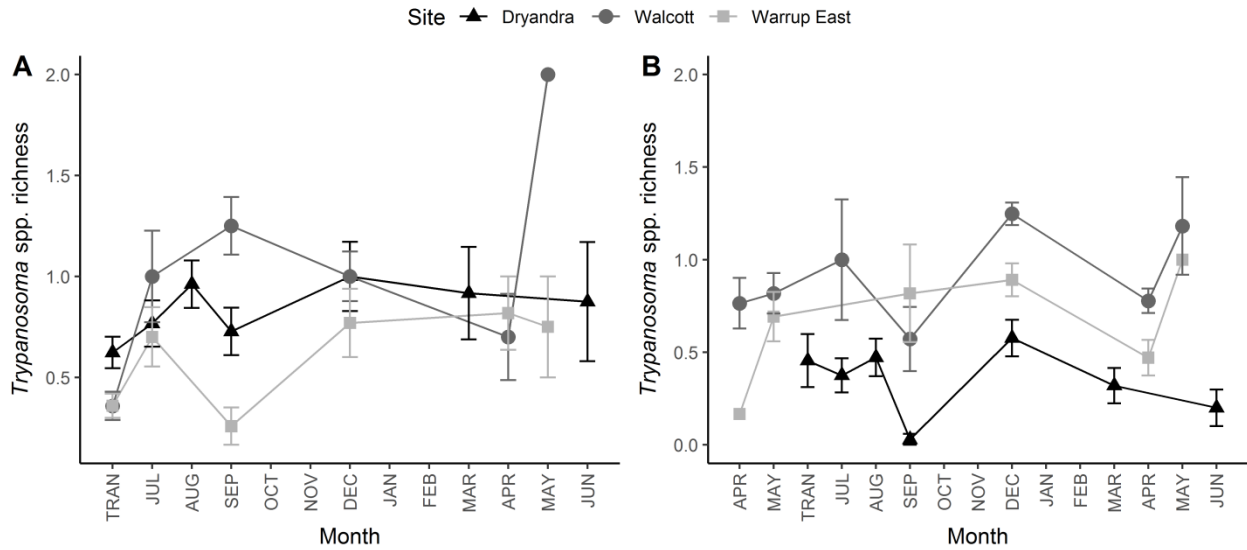 Site Dryandra Walcott Warrup East
A
Trypanosoma spp. richness
2.0
1.5
1.0
0.5
TRAN JUL AUG SEP OCT NOV DEC JAN FEB MAR APR MAY JUN
Month
B
Trypanosoma spp. richness
2.0
1.5
1.0
0.5
0.0
APR MAY TRAN JUL AUG SEP OCT NOV DEC JAN FEB MAR APR MAY JUN
Month